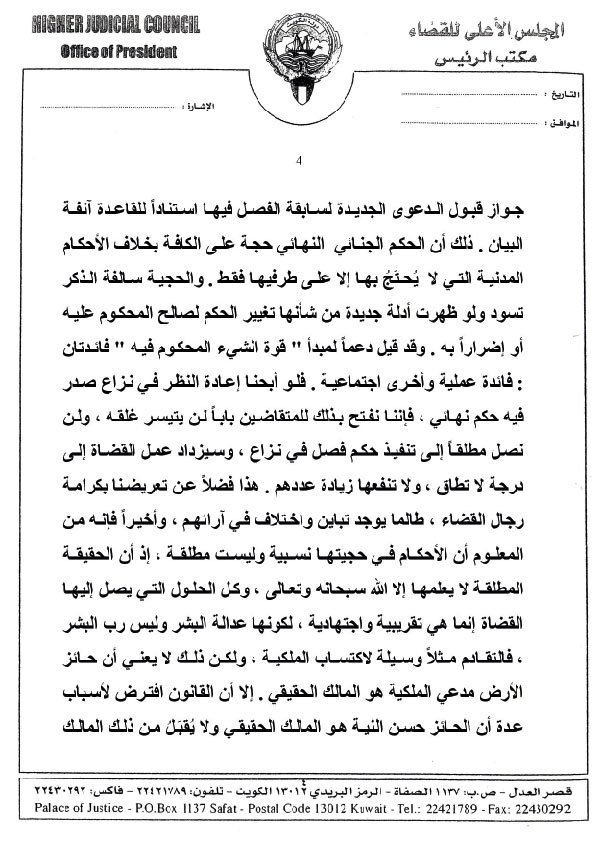 HIGHER JUDICIAL COUNCIL
Office of President
المجلس الأعلى للقضاء
مكتب الرئيس
التاريخ :
الموافق :
الإشارة :
4
جواز قبول الدعوى الجديدة لسابقة الفصل فيها استناداً للقاعدة آنفة
البيان . ذلك أن الحكم الجنائي النهائي حجة على الكافة بخلاف الأحكام
المدنية التي لا يُحتَجُ بها إلا على طرفيها فقط . والحجية سالفة الذكر
تسود ولو ظهرت أدلة جديدة من شأنها تغيير الحكم لصالح المحكوم عليه
أو إضراراً به . وقد قيل دعماً لمبدأ " قوة الشيء المحكوم فيه " فائدتان
: فائدة عملية وأخرى اجتماعية . فلو أبحنا إعادة النظر في نزاع صدر
فيه حكم نهائي ، فإننا نفتح بذلك للمتقاضين باباً لن يتيسر غلقه ، ولن
نصل مطلقاً إلى تنفيذ حكم فصل في نزاع ، وسيزداد عمل القضاة إلى
درجة لا تطاق ، ولا تنفعها زيادة عددهم . هذا فضلاً عن تعريضنا بكرامة
رجال القضاء ، طالما يوجد تباين واختلاف في آرائهم ، وأخيراً فإنه من
المعلوم أن الأحكام في حجيتها نسبية وليست مطلقة ، إذ أن الحقيقة
المطلقة لا يعلمها إلا الله سبحانه وتعالى ، وكل الحلول التي يصل إليها
القضاة إنما هي تقريبية واجتهادية ، لكونها عدالة البشر وليس رب البشر
، فالتقادم مثلاً وسيلة لاكتساب الملكية ، ولكن ذلك لا يعني أن حائز
الأرض مدعي الملكية هو المالك الحقيقي . إلا أن القانون افترض لأسباب
عدة أن الحائز حسن النية هو المالك الحقيقي ولا يُقبَلُ من ذلك المالك
٤
قصر العدل - ص.ب: ١١٣٧ الصفاة - الرمز البريدي ١٣٠١٢ الكويت - تلفون: ٢٢٤٢١٧٨٩ - فاكس: ٢٢٤٣٠٢٩٢
Palace of Justice - P.O.Box 1137 Safat - Postal Code 13012 Kuwait - Tel.: 22421789 - Fax: 22430292